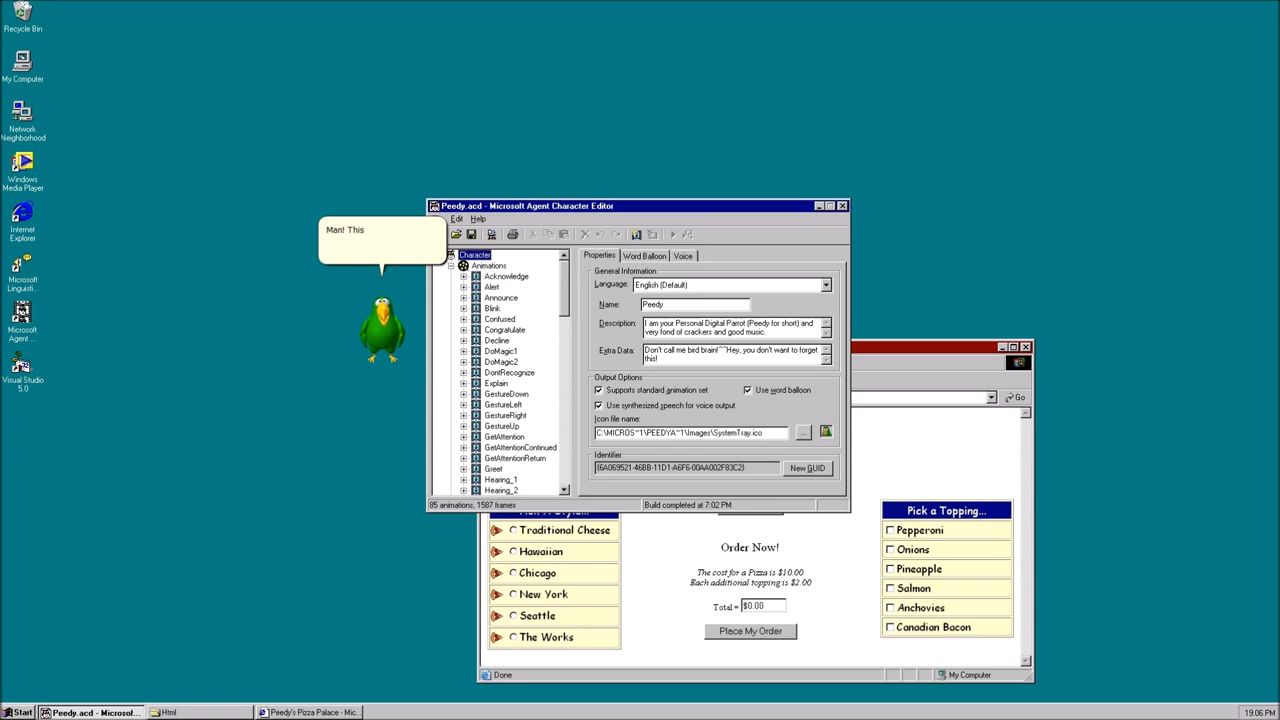 Recycle Bin
My Computer
Network
Neighborhood
Windows
Media Player
Internet
Explorer
Microsoft
Linguisti...
Microsoft
Agent ...
Visual Studio
5.0
Man! This
Peedy.acd - Microsoft Agent Character Editor
Edit Help
Character
Animations
Acknowledge
Alert
Announce
Blink
Confused
Congratulate
Decline
DoMagic1
DoMagic2
DontRecognize
Explain
GestureDown
GestureLeft
GestureRight
GestureUp
GetAttention
GetAttentionContinued
GetAttentionReturn
Greet
Hearing_1
Hearing_2
Properties Word Balloon Voice
General Information
Language: English (Default)
Name: Peedy
Description: I am your Personal Digital Parrot (Peedy for short) and
very fond of crackers and good music.
Extra Data: Don't call me bird brain!^^Hey, you don't want to forget
this!
Output Options
Supports standard animation set Use word balloon
Use synthesized speech for voice output
Icon file name:
C:\MICROS~1\PEEDYA~1\Images\SystemTray.ico ...
Identifier
{6A069521-46BB-11D1-A6F6-00AA002F83C2} New GUID
85 animations, 1587 frames Build completed at 7:02 PM
Go
Traditional Cheese
Hawaiian
Chicago
New York
Seattle
The Works
Order Now!
The cost for a Pizza is $10.00
Each additional topping is $2.00
Total = $0.00
Place My Order
Pick a Topping...
Pepperoni
Onions
Pineapple
Salmon
Anchovies
Canadian Bacon
Done My Computer
Start Peedy.acd - Microsof... Html Peedy's Pizza Palace - Mic... 19:06 PM